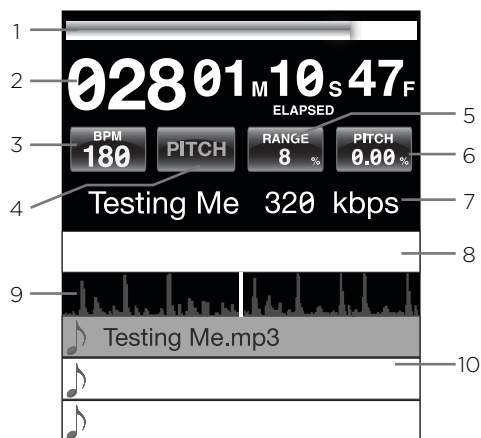 1
2
028 01 M 10 S 47 F
ELAPSED
5
3
BPM
180
PITCH
RANGE
8 %
PITCH
0.00 %
6
4
Testing Me 320 kbps
7
8
9
Testing Me.mp3
10